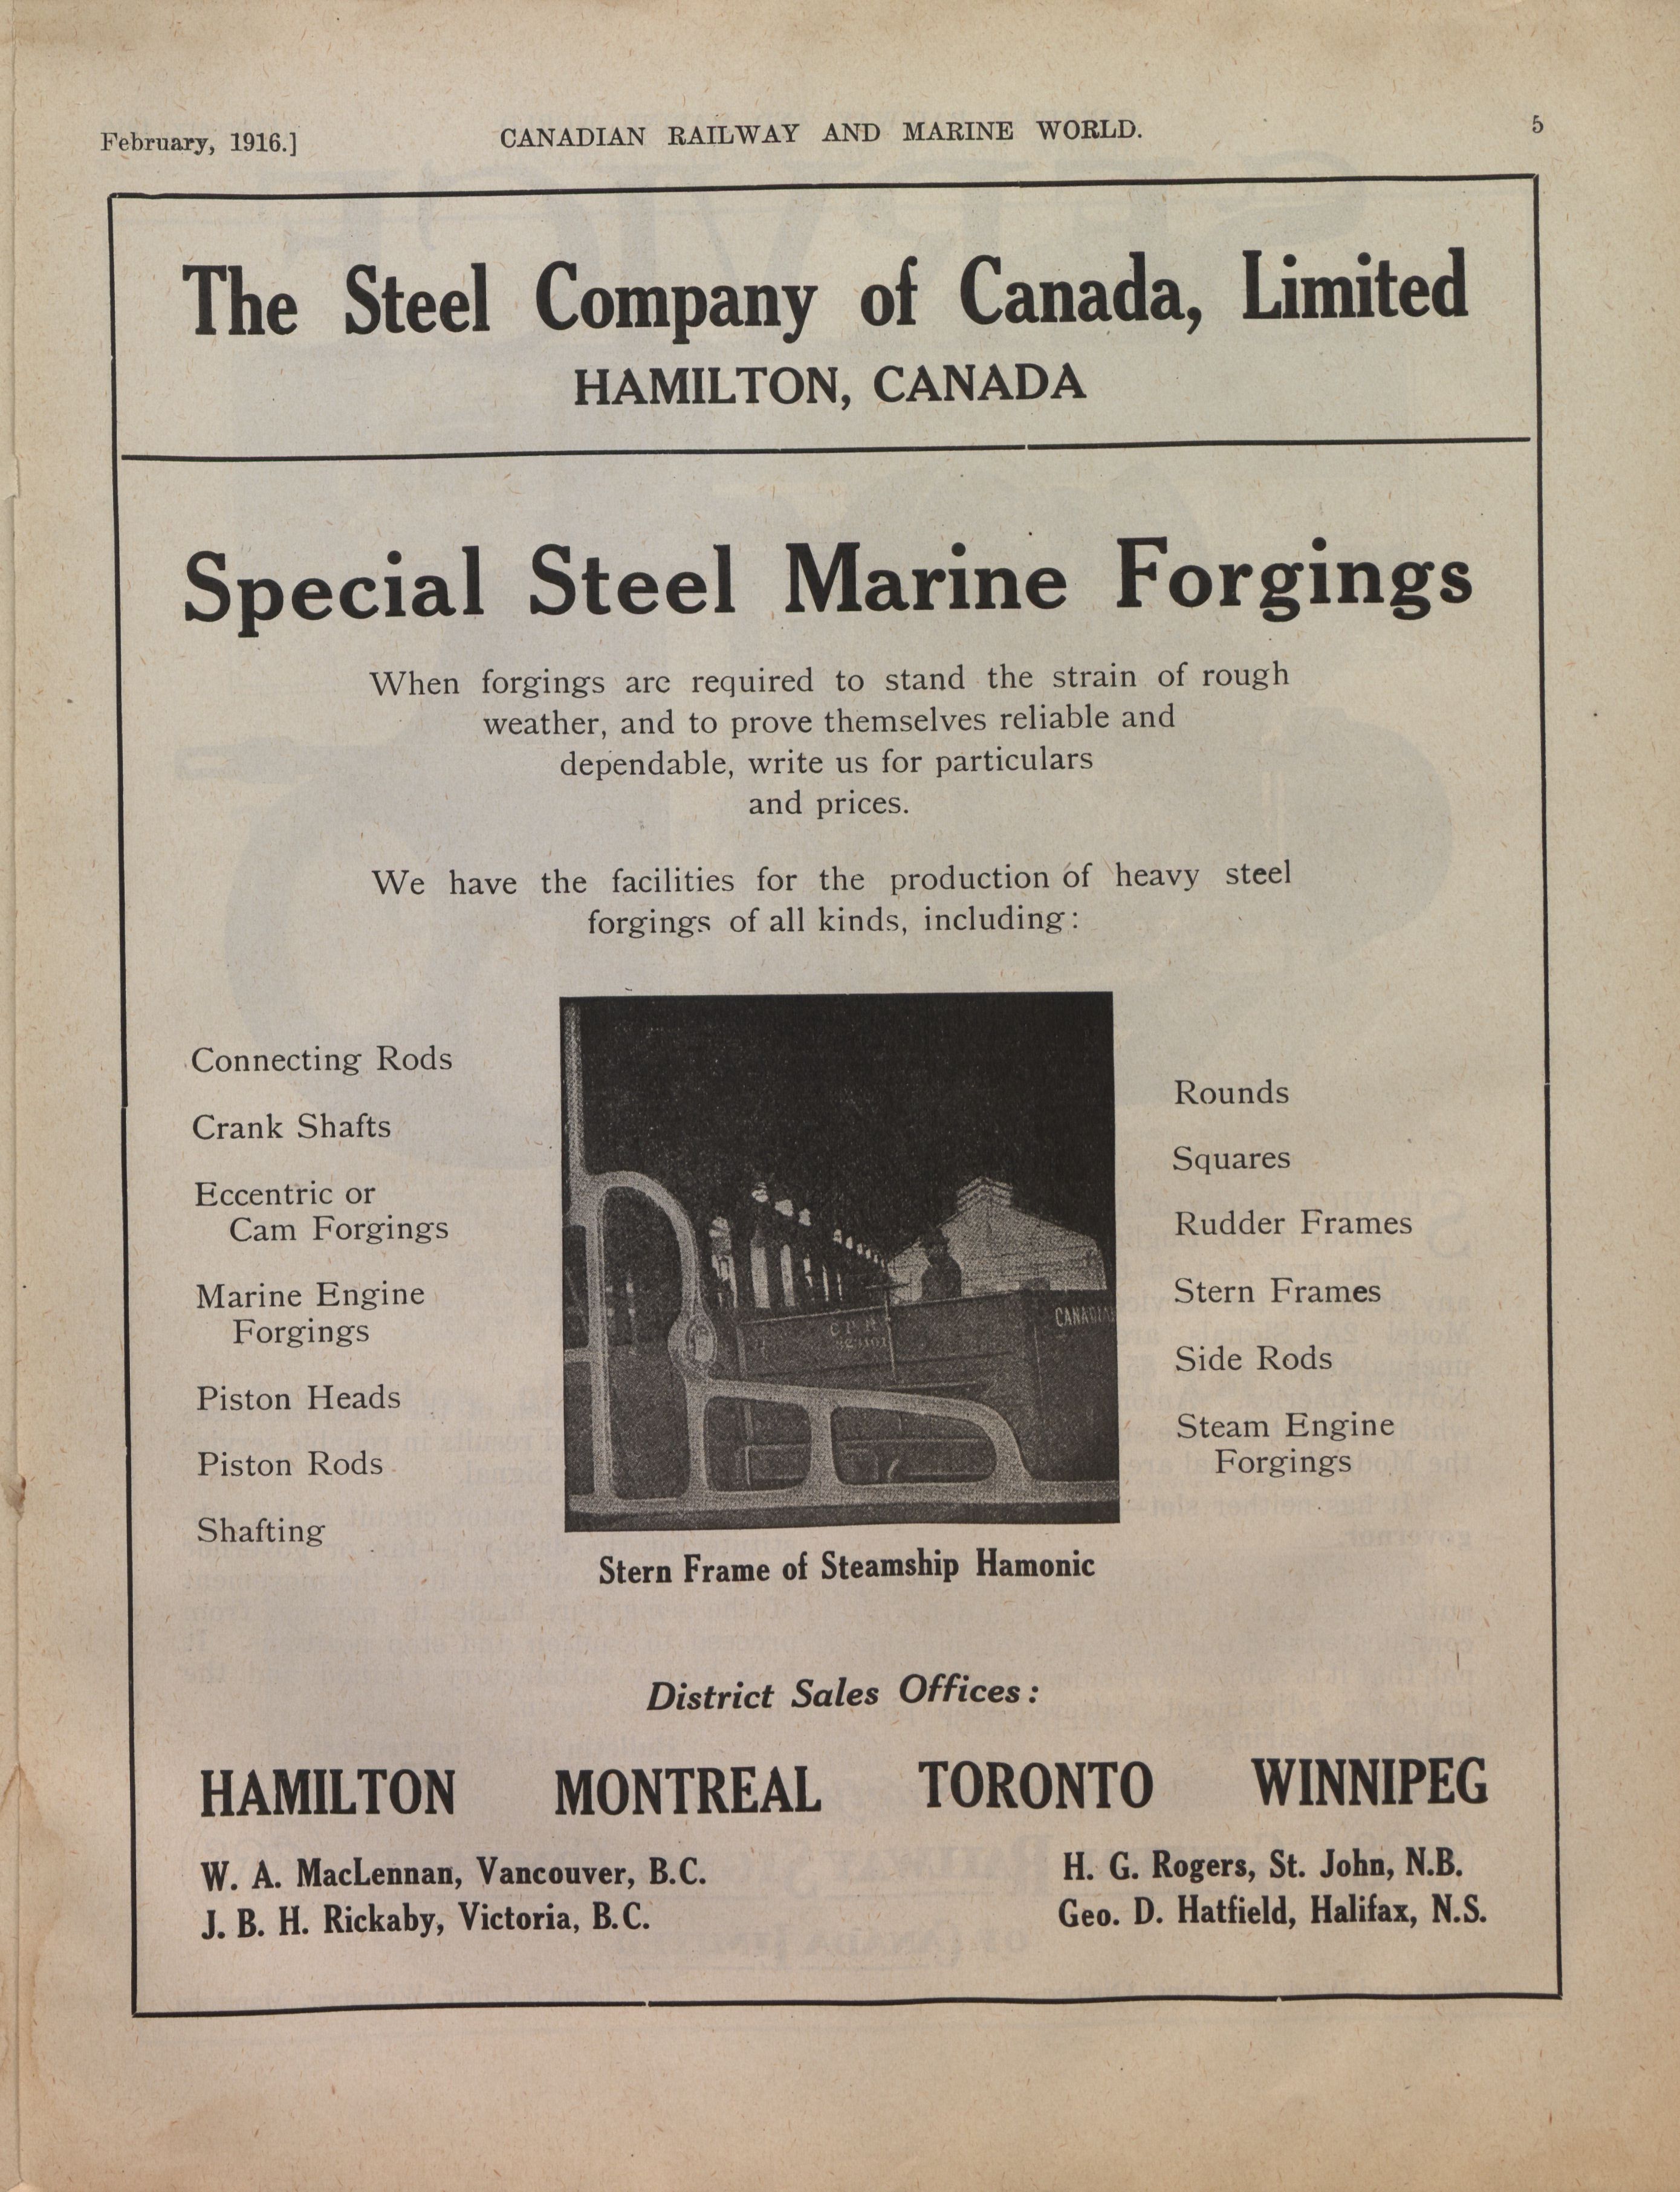 February, 1916.]
CANADIAN RAILWAY AND MARINE WORLD.
5
The Steel Company of Canada, Limited
HAMILTON, CANADA
Special Steel Marine Forgings
When forgings are required to stand the strain of rough
weather, and to prove themselves reliable and
dependable, write us for particulars
and prices.
We have the facilities for the production of heavy steel
forgings of all kinds, including:
Connecting Rods
Crank Shafts
Eccentric or
Cam Forgings
Marine Engine
Forgings
Piston Heads
Piston Rods
Shafting
C P R
CANADIAN
Rounds
Squares
Rudder Frames
Stern Frames
Side Rods
Steam Engine
Forgings
Stern Frame of Steamship Hamonic
District Sales Offices:
HAMILTON MONTREAL TORONTO WINNIPEG
W. A. MacLennan, Vancouver, B.C.
J. B. H. Rickaby, Victoria, B.C.
H. G. Rogers, St. John, N.B.
Geo. D. Hatfield, Halifax, N.S.